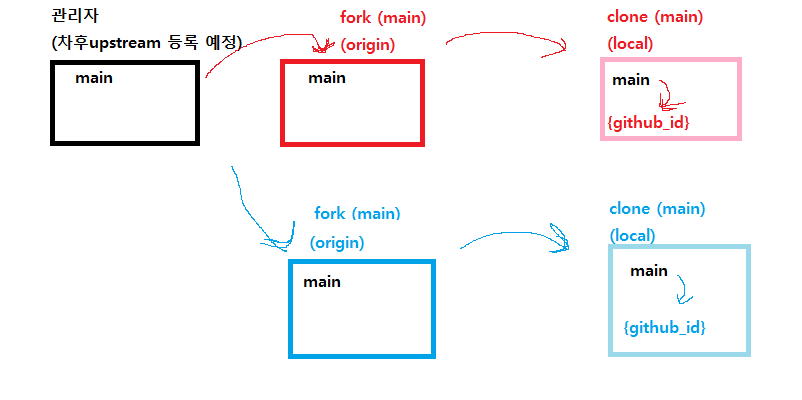 관리자
(차후upstream 등록 예정)
main
fork (main)
(origin)
main
clone (main)
(local)
main
{github_id}
fork (main)
(origin)
main
clone (main)
(local)
main
{github_id}